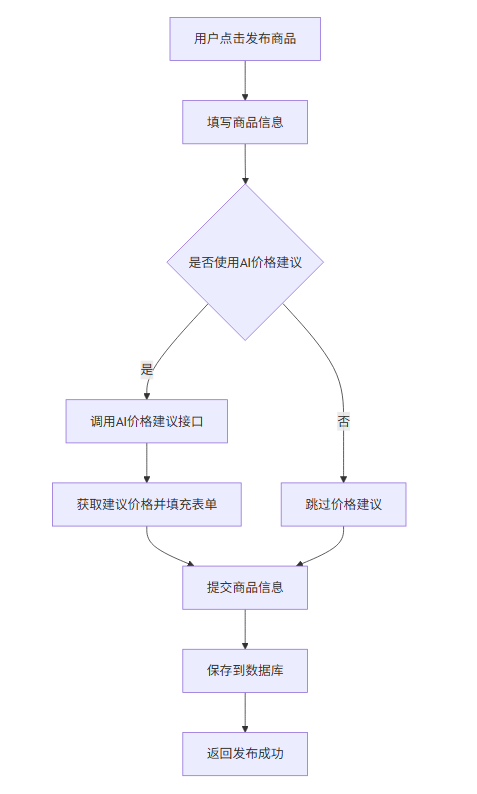 用户点击发布商品
填写商品信息
是否使用AI价格建议
是
否
调用AI价格建议接口
获取建议价格并填充表单
跳过价格建议
提交商品信息
保存到数据库
返回发布成功